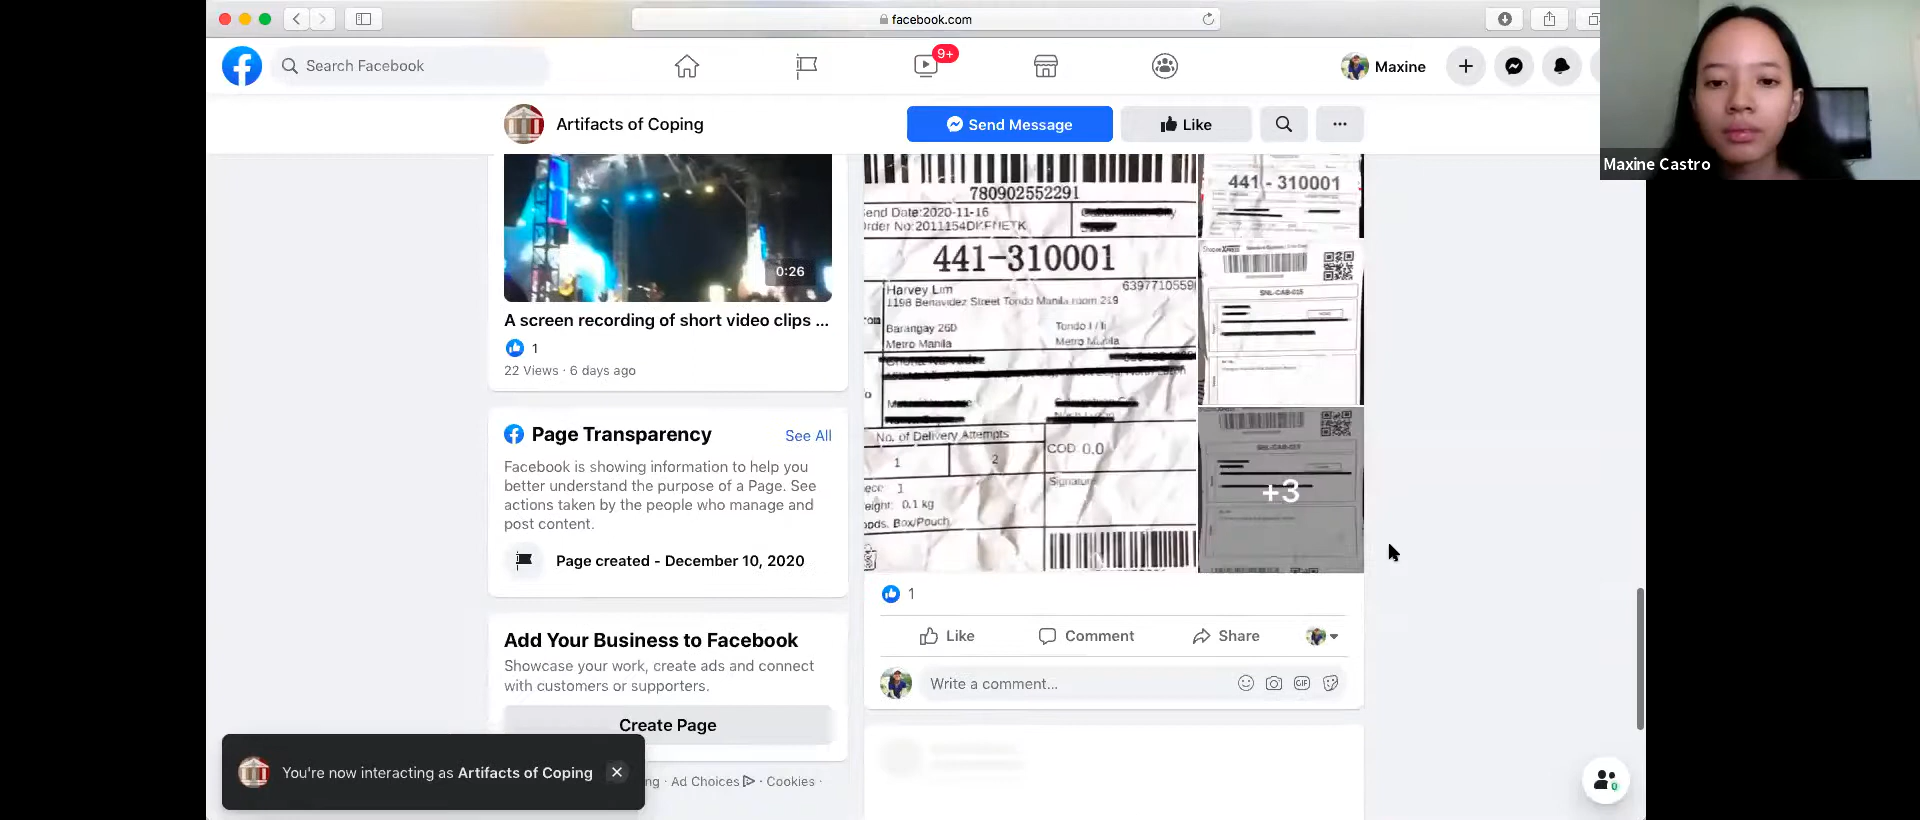 facebook.com
Search Facebook
9+
Maxine
Artifacts of Coping
Send Message
Like
Maxine Castro
0:26
A screen recording of short video clips ...
1
22 Views · 6 days ago
Page Transparency
See All
Facebook is showing information to help you
better understand the purpose of a Page. See
actions taken by the people who manage and
post content.
Page created - December 10, 2020
Add Your Business to Facebook
Showcase your work, create ads and connect
with customers or supporters.
Create Page
You're now interacting as Artifacts of Coping
Ad Choices · Cookies ·
780902552291
end Date:2020-11-16
441-310001
Harvey Lim
1198 Benavidez Street Tondo Manila room 219
Barangay 26D
Tondo I / Ii
Metro Manila
Metro Manila
No. of Delivery Attempts
1
2
COD 0.0
Signature
1
0.1 kg
Box/Pouch
441 - 310001
+3
1
Like
Comment
Share
Write a comment...
GIF